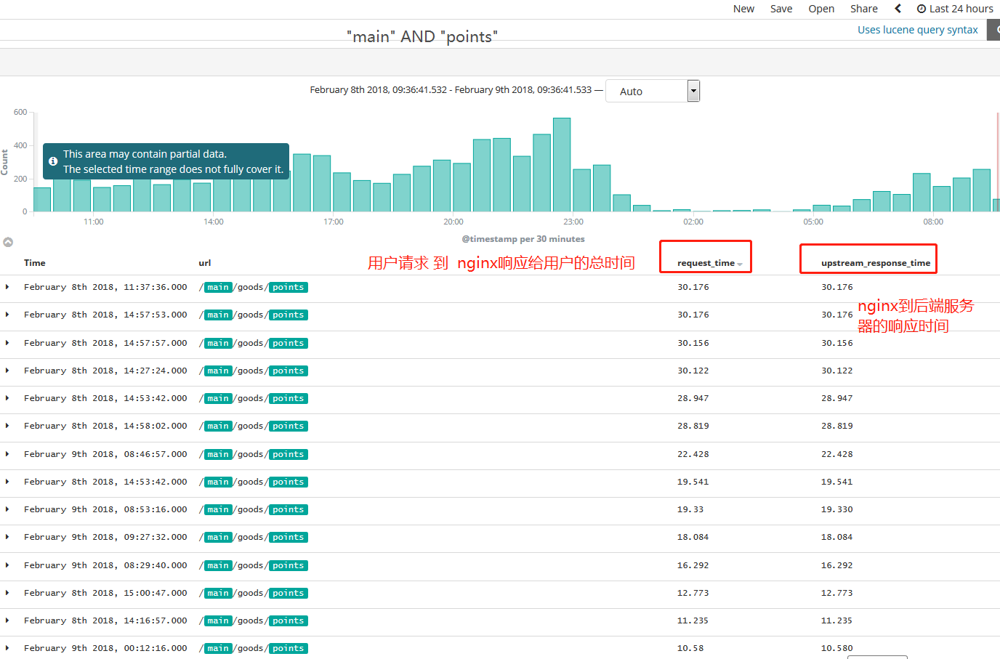 New Save Open Share Last 24 hours
"main" AND "points"
Uses lucene query syntax
February 8th 2018, 09:36:41.532 - February 9th 2018, 09:36:41.533 — Auto
600
400
200
0
Count
This area may contain partial data.
The selected time range does not fully cover it.
11:00 14:00 17:00 20:00 23:00 02:00 05:00 08:00
@timestamp per 30 minutes
用户请求 到 nginx响应给用户的总时间
Time url request_time upstream_response_time
February 8th 2018, 11:37:36.000 /main/goods/points 30.176 30.176
nginx到后端服务
器的响应时间
February 8th 2018, 14:57:53.000 /main/goods/points 30.176 30.176
February 8th 2018, 14:57:57.000 /main/goods/points 30.156 30.156
February 8th 2018, 14:27:24.000 /main/goods/points 30.122 30.122
February 8th 2018, 14:53:42.000 /main/goods/points 28.947 28.947
February 8th 2018, 14:58:02.000 /main/goods/points 28.819 28.819
February 9th 2018, 08:46:57.000 /main/goods/points 22.428 22.428
February 8th 2018, 14:53:42.000 /main/goods/points 19.541 19.541
February 9th 2018, 08:53:16.000 /main/goods/points 19.33 19.330
February 9th 2018, 09:27:32.000 /main/goods/points 18.084 18.084
February 9th 2018, 08:29:40.000 /main/goods/points 16.292 16.292
February 8th 2018, 15:00:47.000 /main/goods/points 12.773 12.773
February 8th 2018, 14:16:57.000 /main/goods/points 11.235 11.235
February 9th 2018, 00:12:16.000 /main/goods/points 10.58 10.580